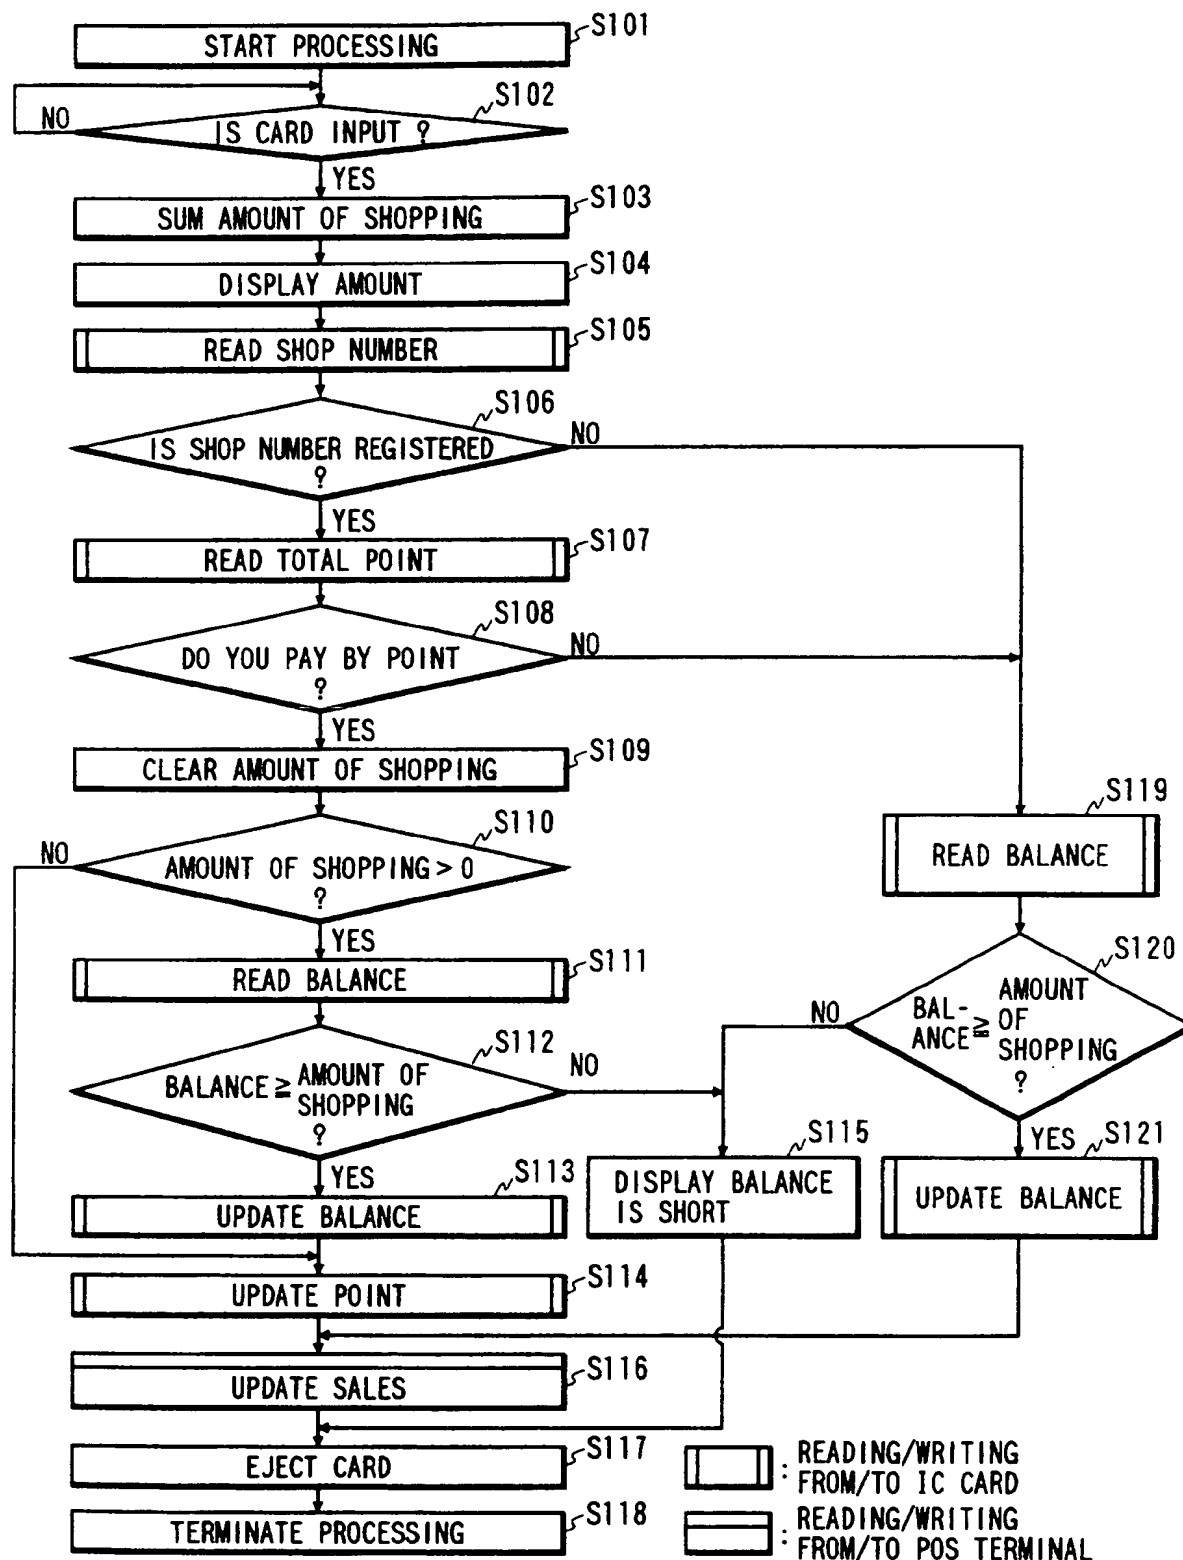 START PROCESSING
S101
S102
NO
IS CARD INPUT ?
YES
SUM AMOUNT OF SHOPPING
S103
DISPLAY AMOUNT
S104
READ SHOP NUMBER
S105
S106
IS SHOP NUMBER REGISTERED
?
NO
YES
READ TOTAL POINT
S107
S108
DO YOU PAY BY POINT
?
NO
YES
CLEAR AMOUNT OF SHOPPING
S109
S110
NO
AMOUNT OF SHOPPING > 0
?
YES
READ BALANCE
S111
S112
BALANCE ≧ AMOUNT OF
SHOPPING
?
NO
YES
S113
UPDATE BALANCE
UPDATE POINT
S114
S119
READ BALANCE
S120
NO
BAL-
ANCE ≧ AMOUNT
OF
SHOPPING
?
YES
S115
DISPLAY BALANCE
IS SHORT
S121
UPDATE BALANCE
UPDATE SALES
S116
EJECT CARD
S117
TERMINATE PROCESSING
S118
: READING/WRITING
FROM/TO IC CARD
: READING/WRITING
FROM/TO POS TERMINAL